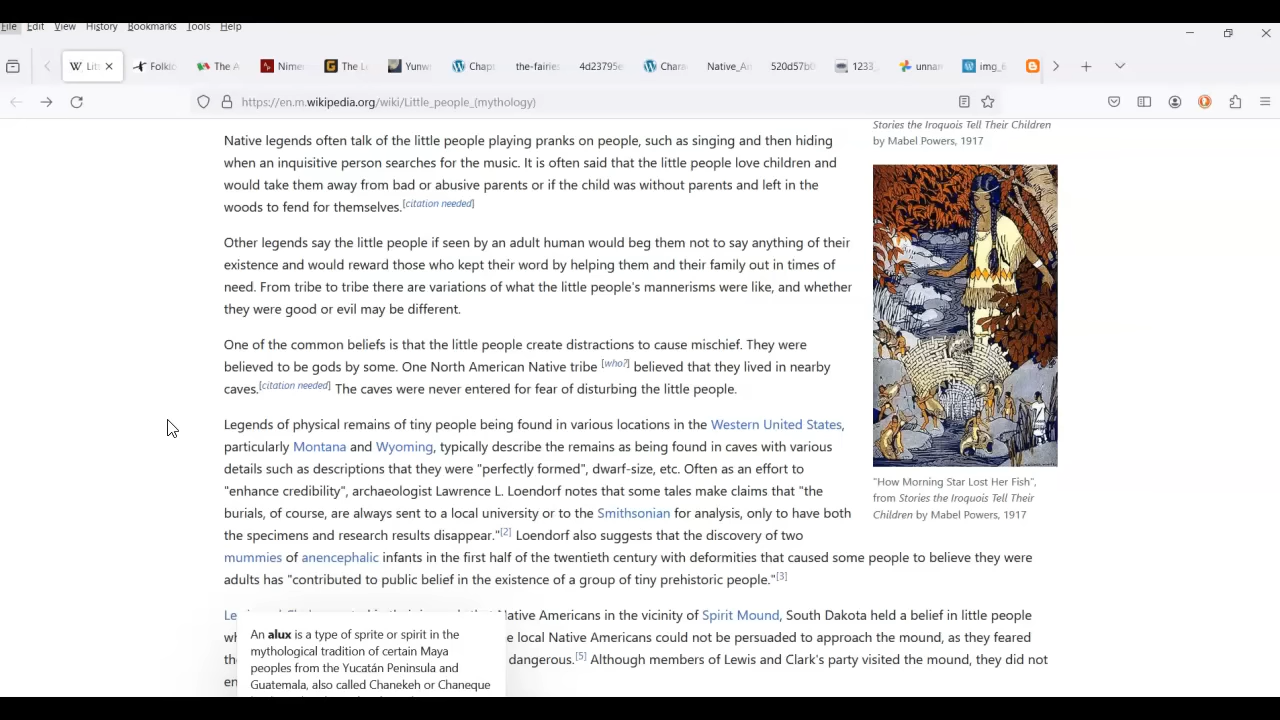 File Edit View History Bookmarks Tools Help
W Lit Folklo The A Nime The L Yunw Chapt the-fairies 4d23795e Chara Native_An 520d57b0 1233_ unnam img_6
https://en.m.wikipedia.org/wiki/Little_people_(mythology)
Stories the Iroquois Tell Their Children
by Mabel Powers, 1917
Native legends often talk of the little people playing pranks on people, such as singing and then hiding
when an inquisitive person searches for the music. It is often said that the little people love children and
would take them away from bad or abusive parents or if the child was without parents and left in the
woods to fend for themselves.[citation needed]
Other legends say the little people if seen by an adult human would beg them not to say anything of their
existence and would reward those who kept their word by helping them and their family out in times of
need. From tribe to tribe there are variations of what the little people's mannerisms were like, and whether
they were good or evil may be different.
One of the common beliefs is that the little people create distractions to cause mischief. They were
believed to be gods by some. One North American Native tribe [who?] believed that they lived in nearby
caves.[citation needed] The caves were never entered for fear of disturbing the little people.
Legends of physical remains of tiny people being found in various locations in the Western United States,
particularly Montana and Wyoming, typically describe the remains as being found in caves with various
details such as descriptions that they were "perfectly formed", dwarf-size, etc. Often as an effort to
"enhance credibility", archaeologist Lawrence L. Loendorf notes that some tales make claims that "the
burials, of course, are always sent to a local university or to the Smithsonian for analysis, only to have both
the specimens and research results disappear."[2] Loendorf also suggests that the discovery of two
mummies of anencephalic infants in the first half of the twentieth century with deformities that caused some people to believe they were
adults has "contributed to public belief in the existence of a group of tiny prehistoric people."[3]
"How Morning Star Lost Her Fish",
from Stories the Iroquois Tell Their
Children by Mabel Powers, 1917
Native Americans in the vicinity of Spirit Mound, South Dakota held a belief in little people
local Native Americans could not be persuaded to approach the mound, as they feared
dangerous.[5] Although members of Lewis and Clark's party visited the mound, they did not
An alux is a type of sprite or spirit in the
mythological tradition of certain Maya
peoples from the Yucatán Peninsula and
Guatemala, also called Chanekeh or Chaneque